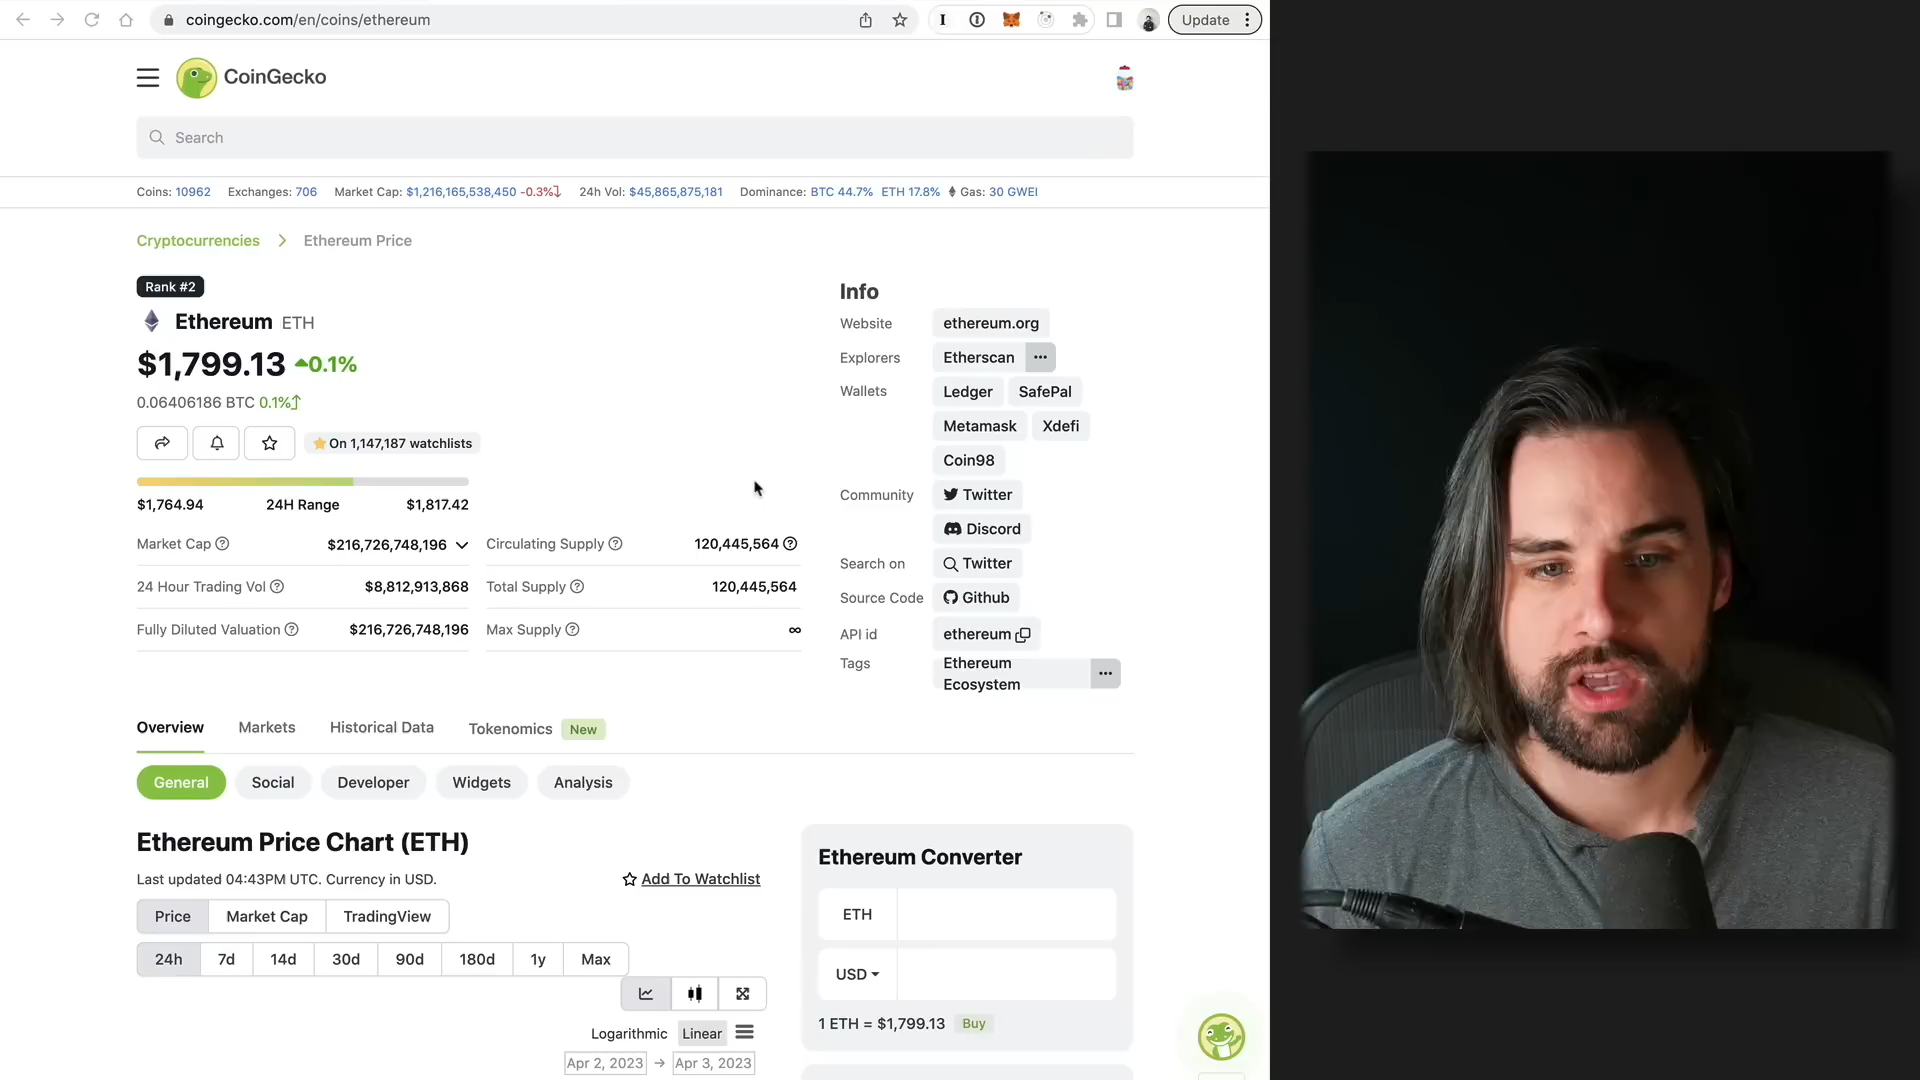 coingecko.com/en/coins/ethereum
Update
CoinGecko
Search
Coins: 10962 Exchanges: 706 Market Cap: $1,216,165,538,450 -0.3% 24h Vol: $45,865,875,181 Dominance: BTC 44.7% ETH 17.8% Gas: 30 GWEI
Cryptocurrencies > Ethereum Price
Rank #2
Ethereum ETH
$1,799.13 0.1%
0.06406186 BTC 0.1%
On 1,147,187 watchlists
$1,764.94 24H Range $1,817.42
Market Cap $216,726,748,196
Circulating Supply 120,445,564
24 Hour Trading Vol $8,812,913,868
Total Supply 120,445,564
Fully Diluted Valuation $216,726,748,196
Max Supply ∞
Info
Website ethereum.org
Explorers Etherscan ...
Wallets Ledger SafePal
Metamask Xdefi
Coin98
Community Twitter
Discord
Search on Twitter
Source Code Github
API id ethereum
Tags Ethereum
Ecosystem ...
Overview Markets Historical Data Tokenomics New
General Social Developer Widgets Analysis
Ethereum Price Chart (ETH)
Last updated 04:43PM UTC. Currency in USD.
Add To Watchlist
Price Market Cap TradingView
24h 7d 14d 30d 90d 180d 1y Max
Logarithmic Linear
Apr 2, 2023 → Apr 3, 2023
Ethereum Converter
ETH
USD
1 ETH = $1,799.13 Buy